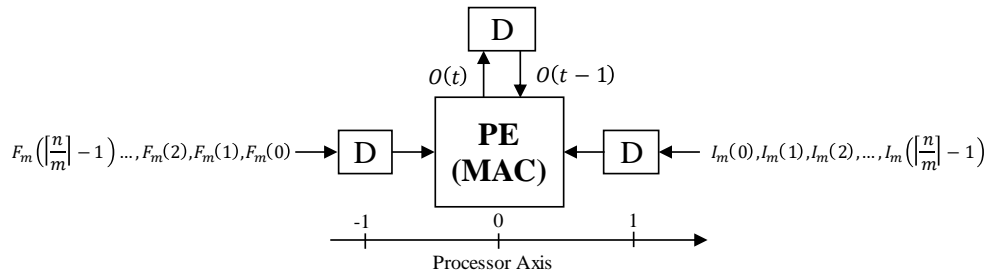 D
O(t) O(t − 1)
F_m(⌈n/m⌉ − 1) ..., F_m(2), F_m(1), F_m(0) D PE D I_m(0), I_m(1), I_m(2), ..., I_m(⌈n/m⌉ − 1)
(MAC)
-1 0 1
Processor Axis